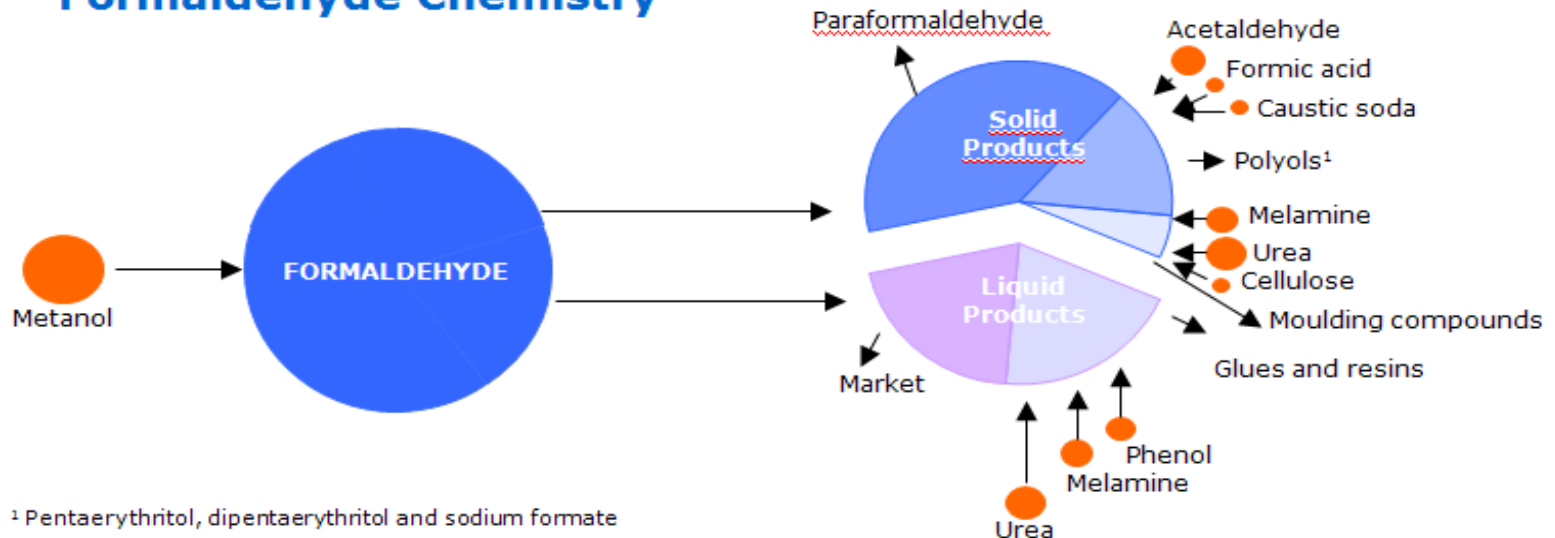 Formaldehyde Chemistry
Paraformaldehyde
Acetaldehyde
Formic acid
Caustic soda
Solid
Products
Polyols¹
Melamine
Urea
Cellulose
Moulding compounds
Glues and resins
FORMALDEHYDE
Metanol
Liquid
Products
Market
Phenol
Melamine
Urea
¹ Pentaerythritol, dipentaerythritol and sodium formate